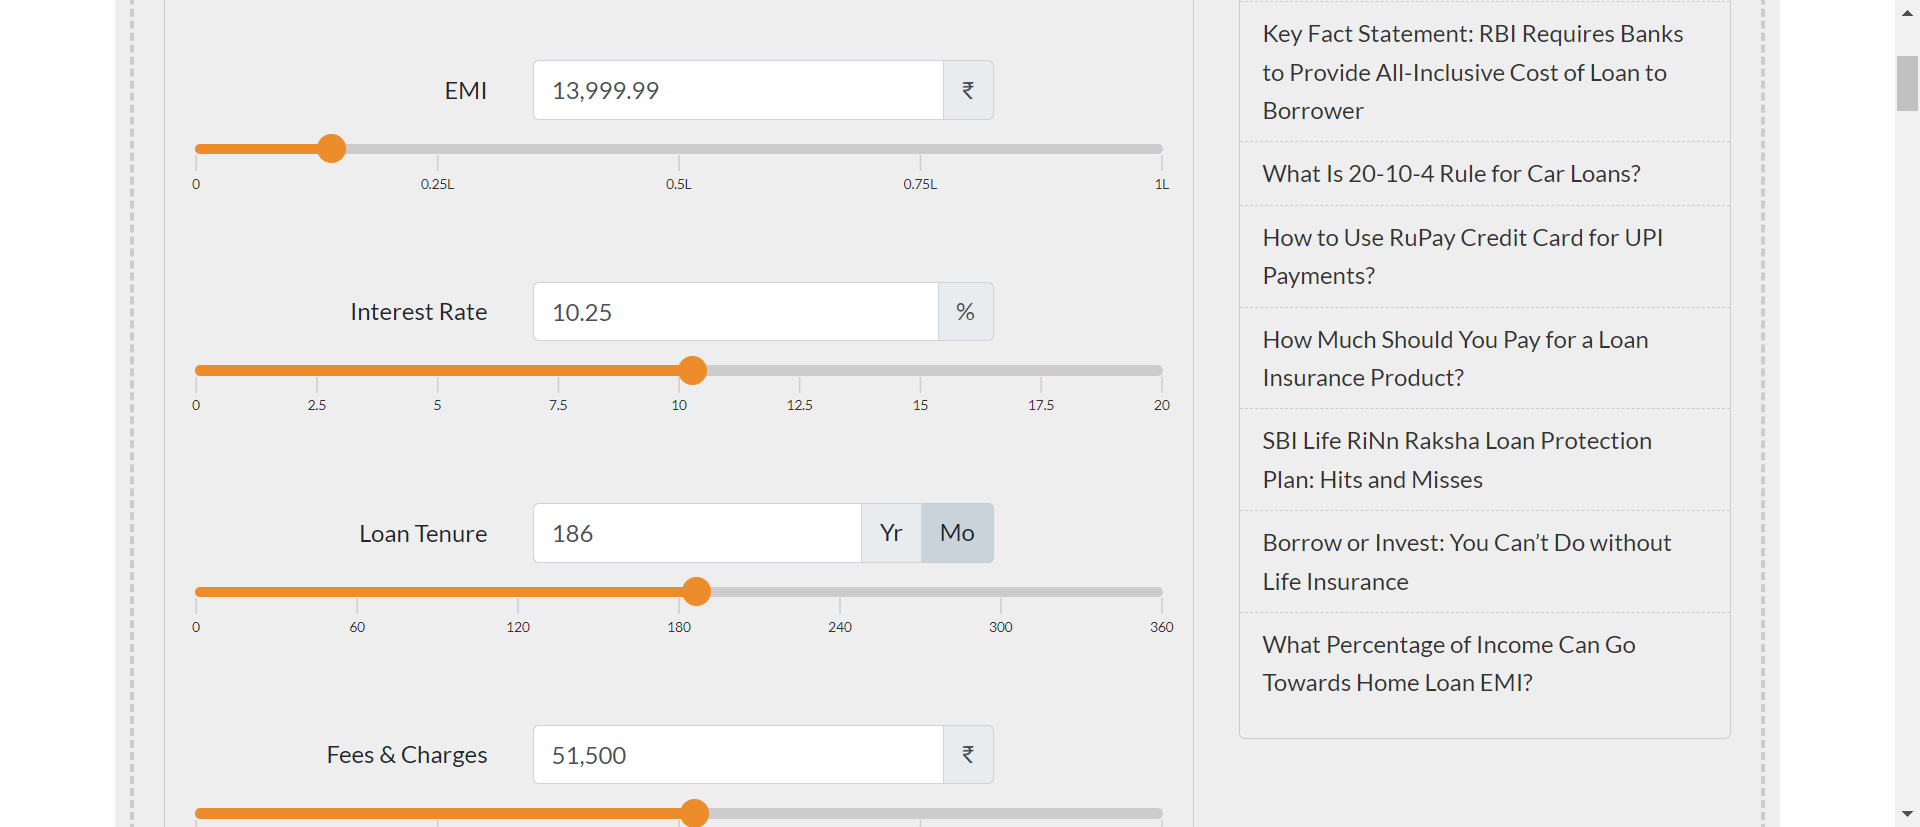 EMI
13,999.99
₹
0
0.25L
0.5L
0.75L
1L
Interest Rate
10.25
%
0
2.5
5
7.5
10
12.5
15
17.5
20
Loan Tenure
186
Yr
Mo
0
60
120
180
240
300
360
Fees & Charges
51,500
₹
Key Fact Statement: RBI Requires Banks
to Provide All-Inclusive Cost of Loan to
Borrower
What Is 20-10-4 Rule for Car Loans?
How to Use RuPay Credit Card for UPI
Payments?
How Much Should You Pay for a Loan
Insurance Product?
SBI Life RiNn Raksha Loan Protection
Plan: Hits and Misses
Borrow or Invest: You Can’t Do without
Life Insurance
What Percentage of Income Can Go
Towards Home Loan EMI?